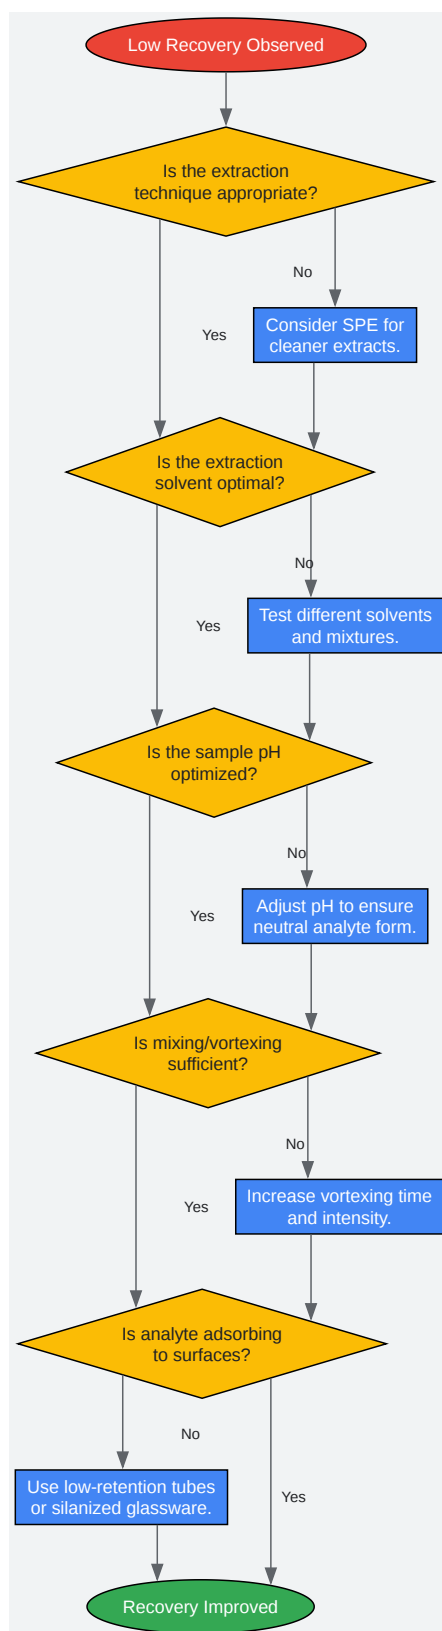 Low Recovery Observed
Is the extraction
technique appropriate?
No
Yes
Consider SPE for
cleaner extracts.
Is the extraction
solvent optimal?
No
Yes
Test different solvents
and mixtures.
Is the sample pH
optimized?
No
Yes
Adjust pH to ensure
neutral analyte form.
Is mixing/vortexing
sufficient?
No
Yes
Increase vortexing time
and intensity.
Is analyte adsorbing
to surfaces?
No
Use low-retention tubes
or silanized glassware.
Yes
Recovery Improved